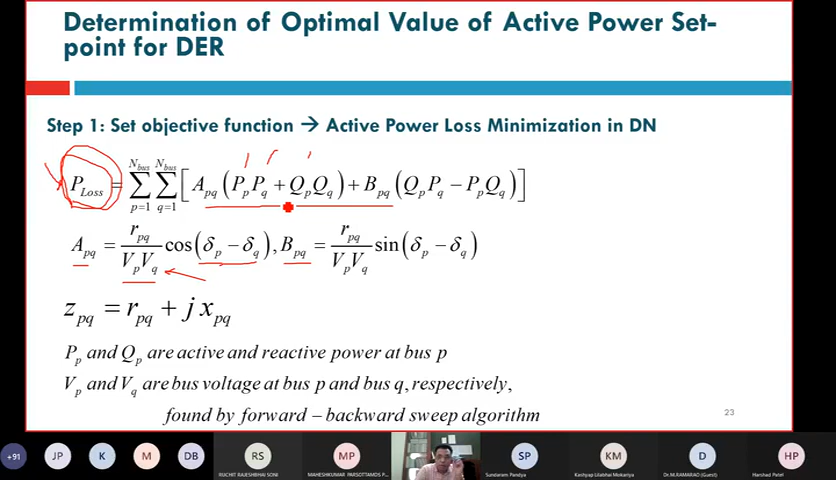 Determination of Optimal Value of Active Power Set-
point for DER
Step 1: Set objective function → Active Power Loss Minimization in DN
P_Loss = ∑_{p=1}^{N_bus} ∑_{q=1}^{N_bus} [A_pq (P_p P_q + Q_p Q_q) + B_pq (Q_p P_q − P_p Q_q)]
A_pq = r_pq / V_p V_q cos(δ_p − δ_q), B_pq = r_pq / V_p V_q sin(δ_p − δ_q)
z_pq = r_pq + j x_pq
P_p and Q_p are active and reactive power at bus p
V_p and V_q are bus voltage at bus p and bus q, respectively,
found by forward – backward sweep algorithm
23
+91 JP K M DB RS MP SP KM D HP
RUCHIT RAJESHBHAI SONI MAHESHKUMAR PARSOTTAMDAS P... Sundaram Pandya Kashyap Lilabhai Mokariya Dr.M.RAMARAO (Guest) Harshad Patel